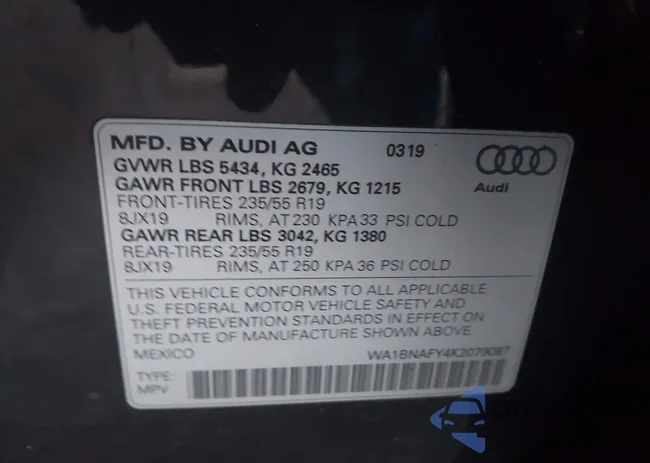 MFD. BY AUDI AG 0319
GVWR LBS 5434, KG 2465
GAWR FRONT LBS 2679, KG 1215
FRONT-TIRES 235/55 R19
8JX19 RIMS, AT 230 KPA 33 PSI COLD
GAWR REAR LBS 3042, KG 1380
REAR-TIRES 235/55 R19
8JX19 RIMS, AT 250 KPA 36 PSI COLD
Audi
THIS VEHICLE CONFORMS TO ALL APPLICABLE
U.S. FEDERAL MOTOR VEHICLE SAFETY AND
THEFT PREVENTION STANDARDS IN EFFECT ON
THE DATE OF MANUFACTURE SHOWN ABOVE.
MEXICO WA1BNAFY4K2079087
TYPE:
MPV